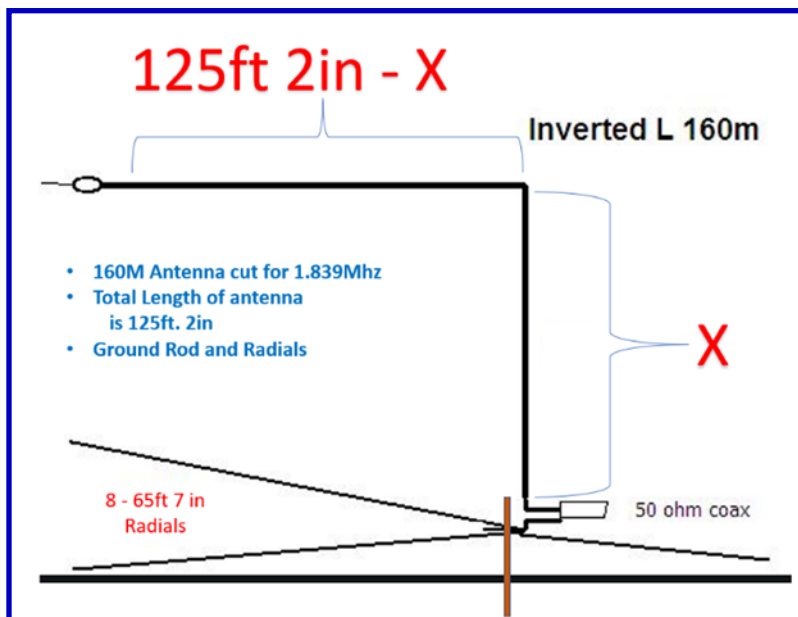 125ft 2in - X
Inverted L 160m
• 160M Antenna cut for 1.839Mhz
• Total Length of antenna
is 125ft. 2in
• Ground Rod and Radials
X
8 - 65ft 7 in
Radials
50 ohm coax